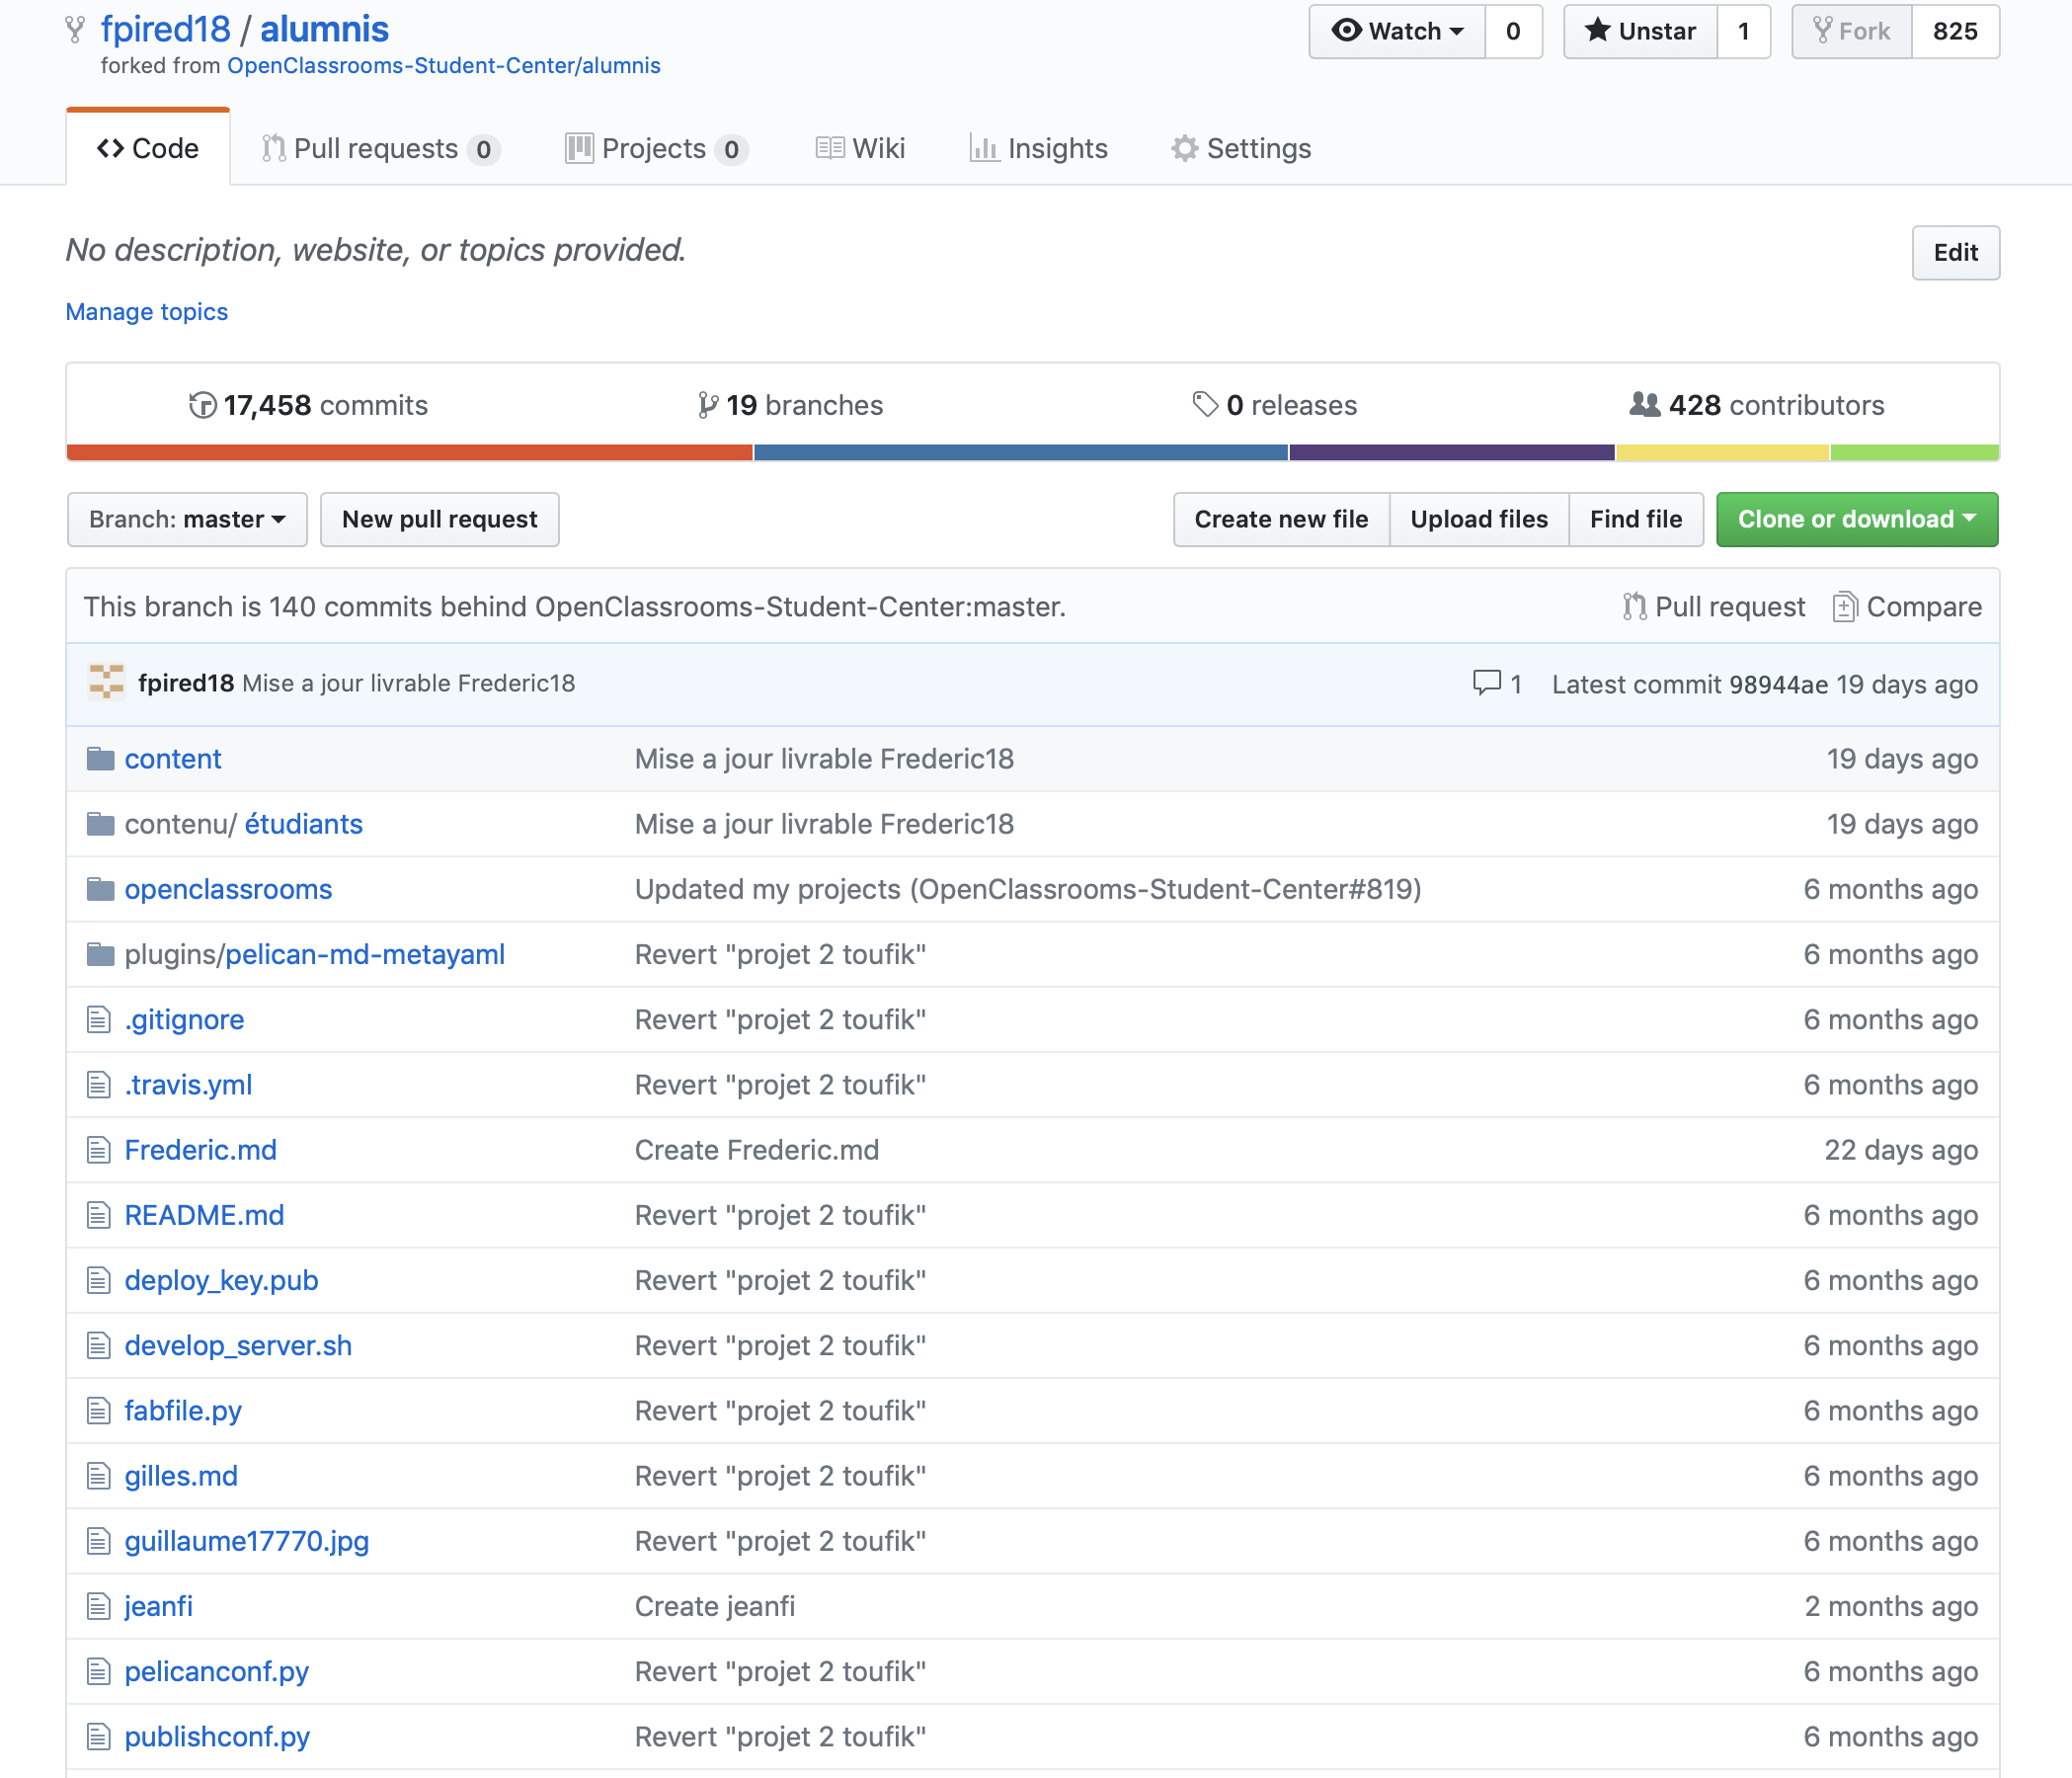 fpired18 / alumnis
forked from OpenClassrooms-Student-Center/alumnis
Watch 0 Unstar 1 Fork 825
Code Pull requests 0 Projects 0 Wiki Insights Settings
No description, website, or topics provided. Edit
Manage topics
17,458 commits 19 branches 0 releases 428 contributors
Branch: master New pull request Create new file Upload files Find file Clone or download
This branch is 140 commits behind OpenClassrooms-Student-Center:master. Pull request Compare
fpired18 Mise a jour livrable Frederic18 1 Latest commit 98944ae 19 days ago
content Mise a jour livrable Frederic18 19 days ago
contenu/ étudiants Mise a jour livrable Frederic18 19 days ago
openclassrooms Updated my projects (OpenClassrooms-Student-Center#819) 6 months ago
plugins/pelican-md-metayaml Revert "projet 2 toufik" 6 months ago
.gitignore Revert "projet 2 toufik" 6 months ago
.travis.yml Revert "projet 2 toufik" 6 months ago
Frederic.md Create Frederic.md 22 days ago
README.md Revert "projet 2 toufik" 6 months ago
deploy_key.pub Revert "projet 2 toufik" 6 months ago
develop_server.sh Revert "projet 2 toufik" 6 months ago
fabfile.py Revert "projet 2 toufik" 6 months ago
gilles.md Revert "projet 2 toufik" 6 months ago
guillaume17770.jpg Revert "projet 2 toufik" 6 months ago
jeanfi Create jeanfi 2 months ago
pelicanconf.py Revert "projet 2 toufik" 6 months ago
publishconf.py Revert "projet 2 toufik" 6 months ago